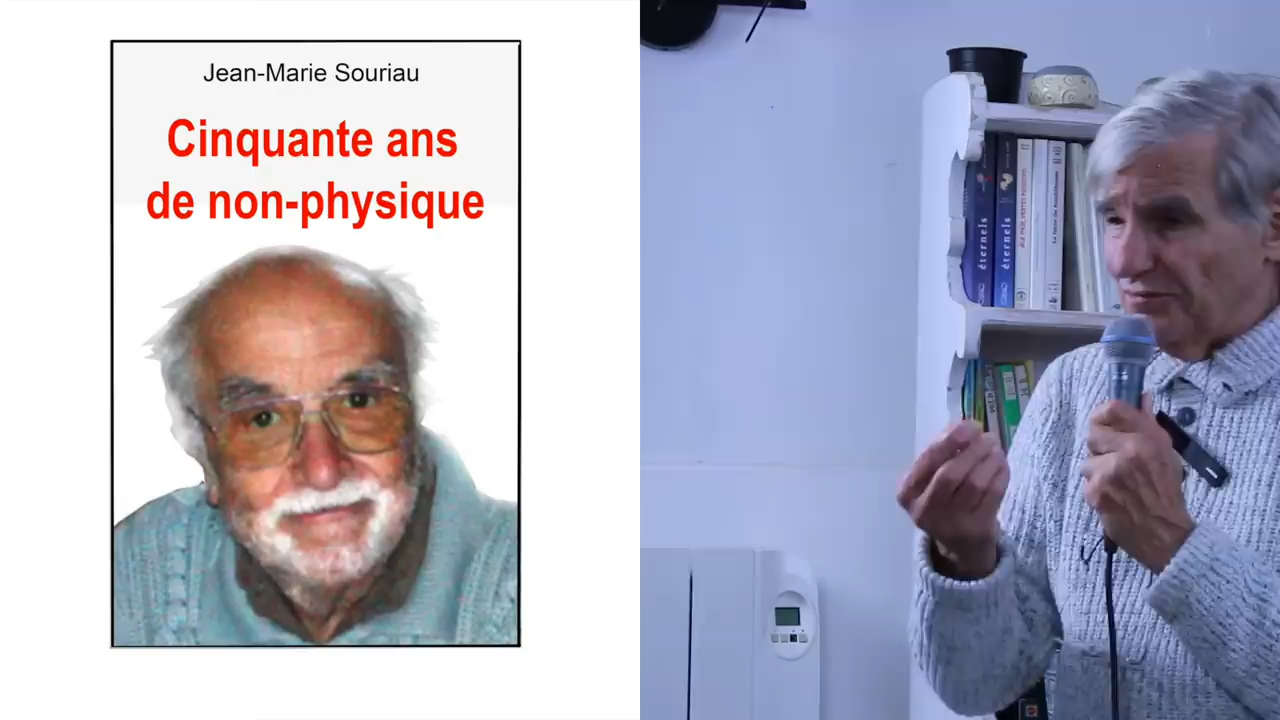 Jean-Marie Souriau
Cinquante ans
de non-physique
éternels
éternels